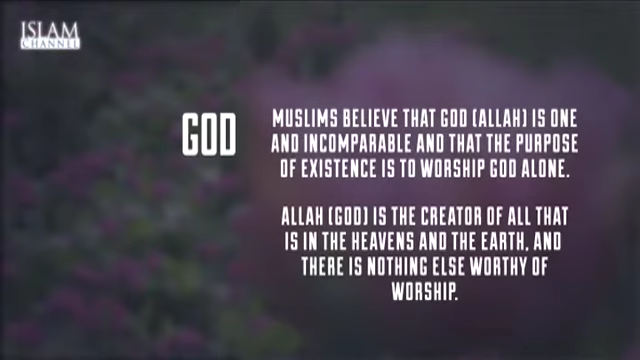 ISLAM
CHANNEL
GOD
MUSLIMS BELIEVE THAT GOD (ALLAH) IS ONE
AND INCOMPARABLE AND THAT THE PURPOSE
OF EXISTENCE IS TO WORSHIP GOD ALONE.
ALLAH (GOD) IS THE CREATOR OF ALL THAT
IS IN THE HEAVENS AND THE EARTH, AND
THERE IS NOTHING ELSE WORTHY OF
WORSHIP.